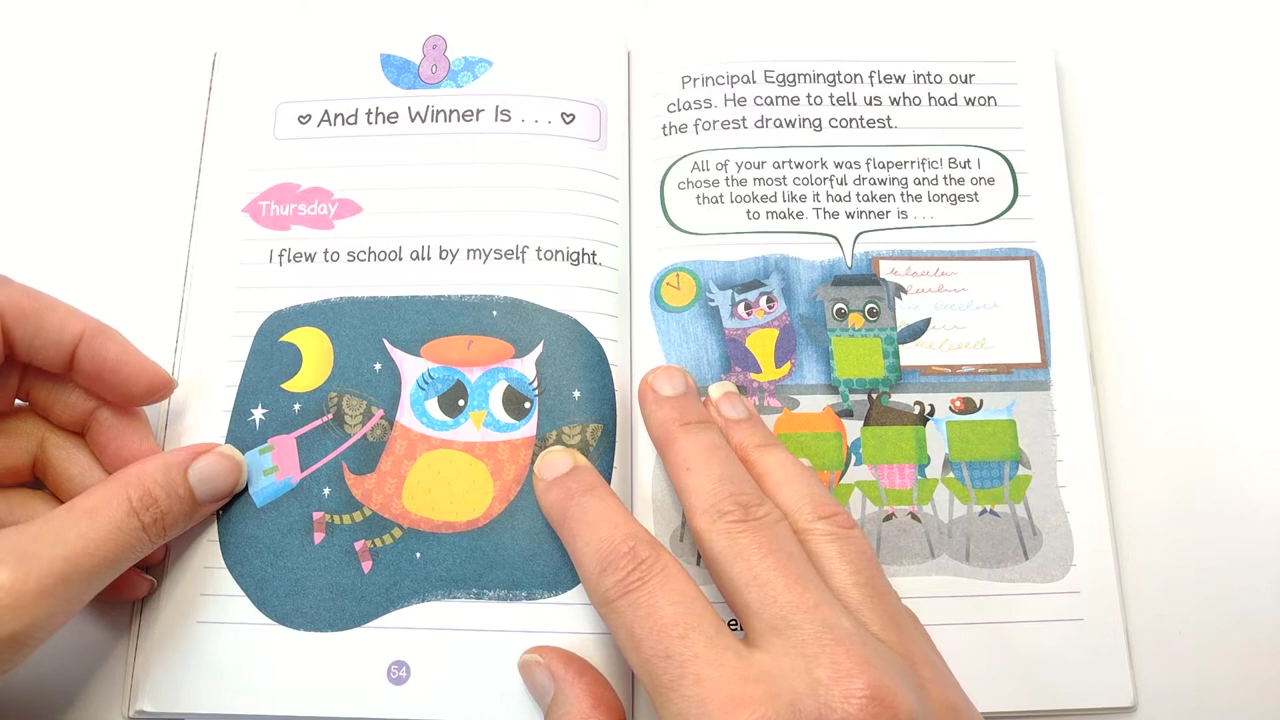 8
And the Winner Is . . .
Thursday
I flew to school all by myself tonight.
54
Principal Eggmington flew into our
class. He came to tell us who had won
the forest drawing contest.
All of your artwork was flaperrific! But I
chose the most colorful drawing and the one
that looked like it had taken the longest
to make. The winner is . . .